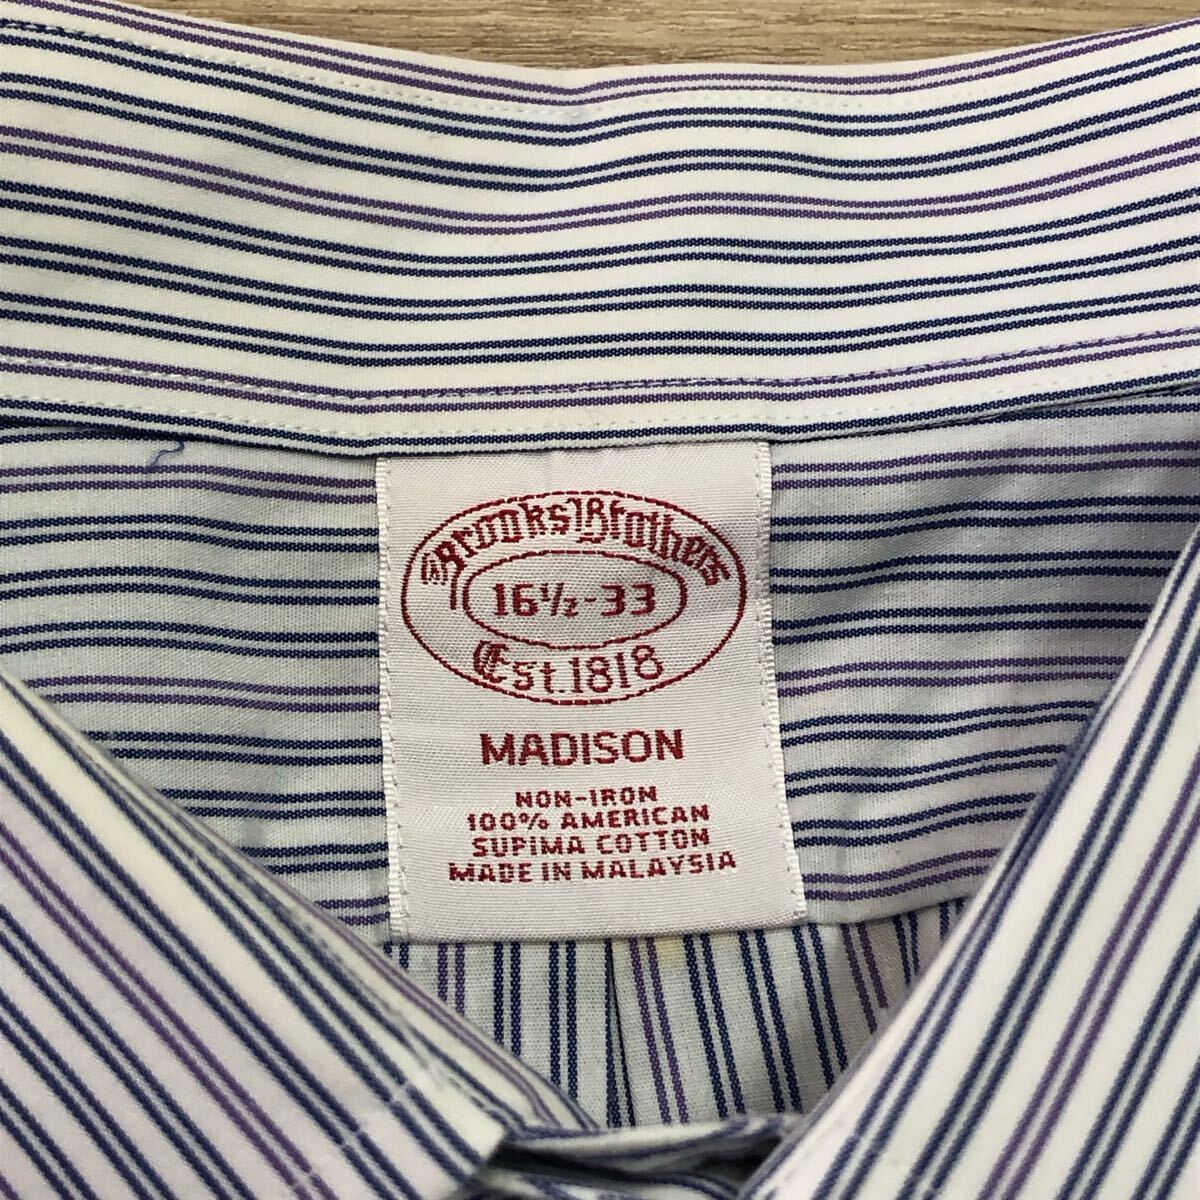 Brooks Brothers
16½-33
Est.1818
MADISON
NON-IRON
100% AMERICAN
SUPIMA COTTON
MADE IN MALAYSIA